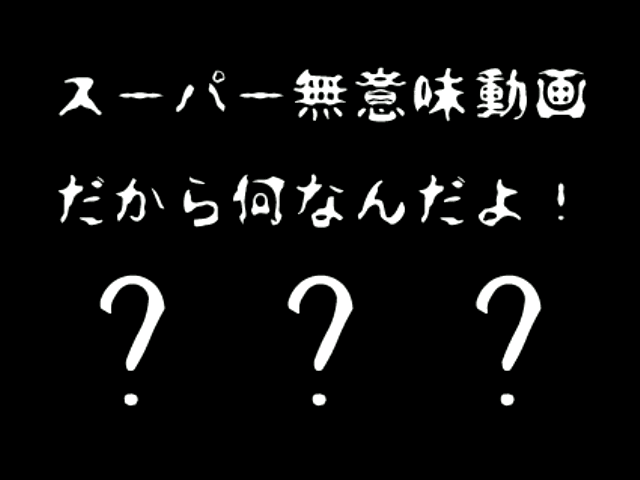 スーパー無意味動画
だから何なんだよ！
？ ？ ？